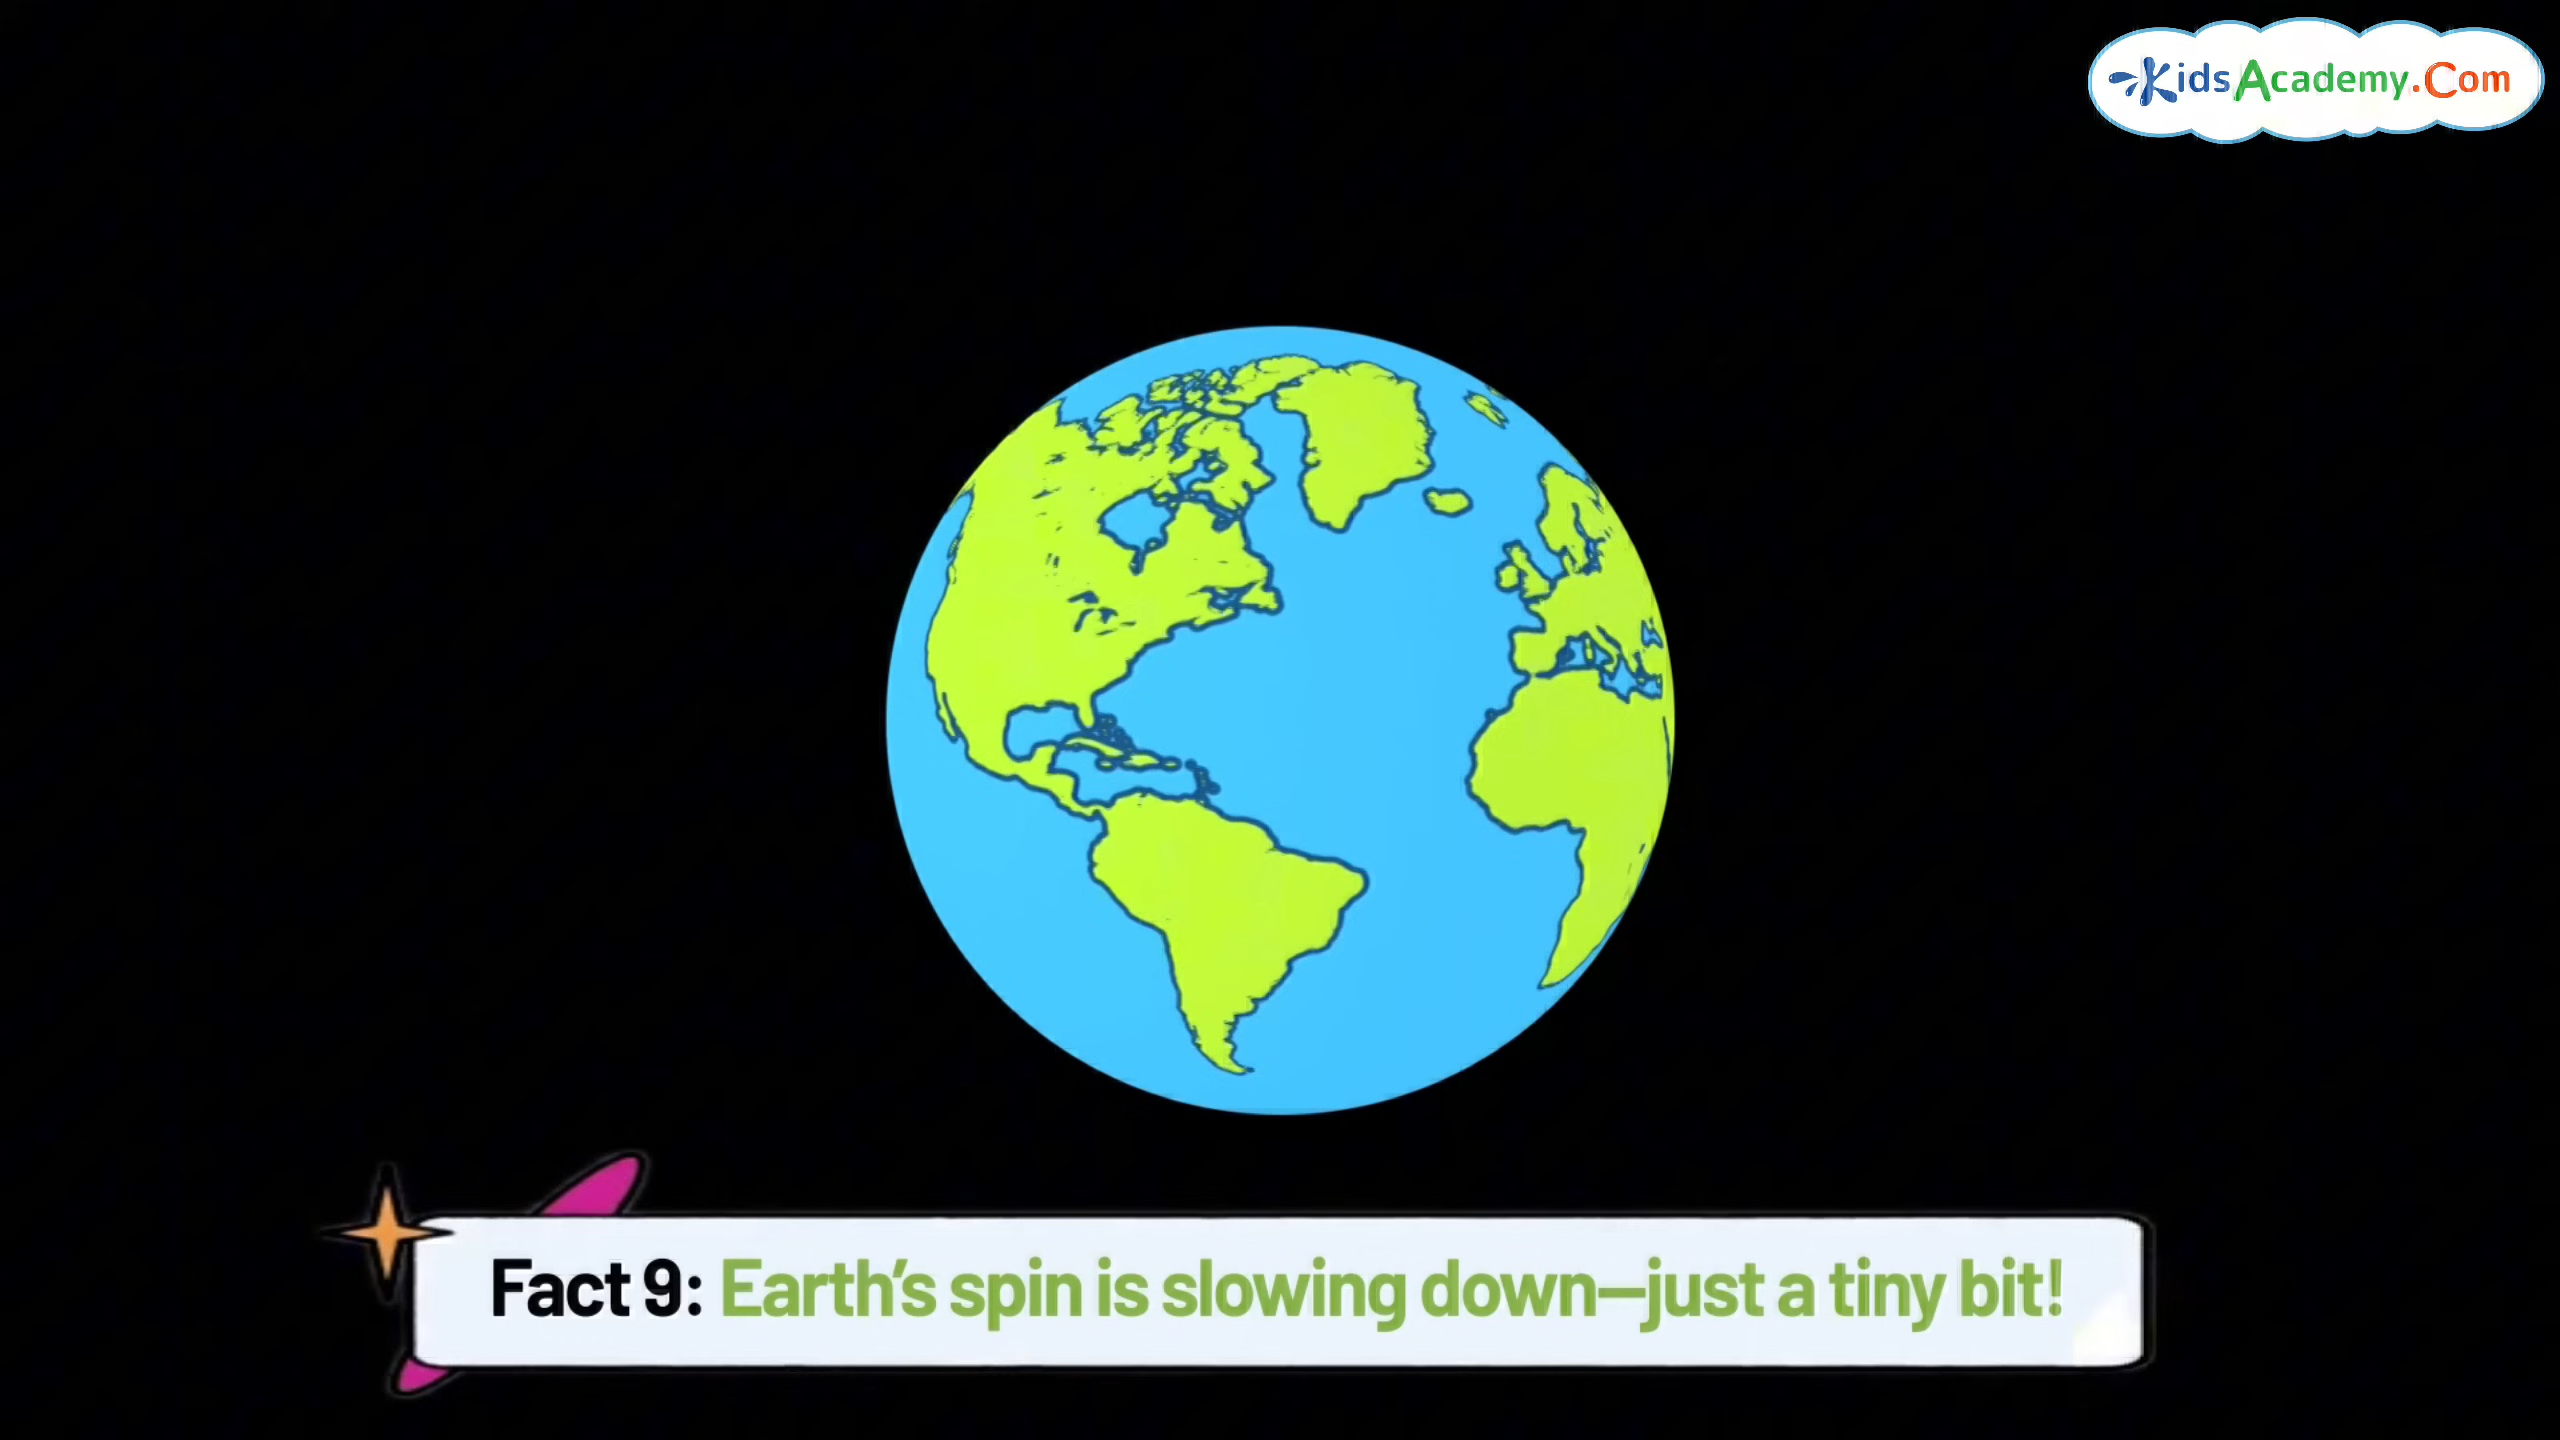 KidsAcademy.Com
Fact 9: Earth’s spin is slowing down—just a tiny bit!